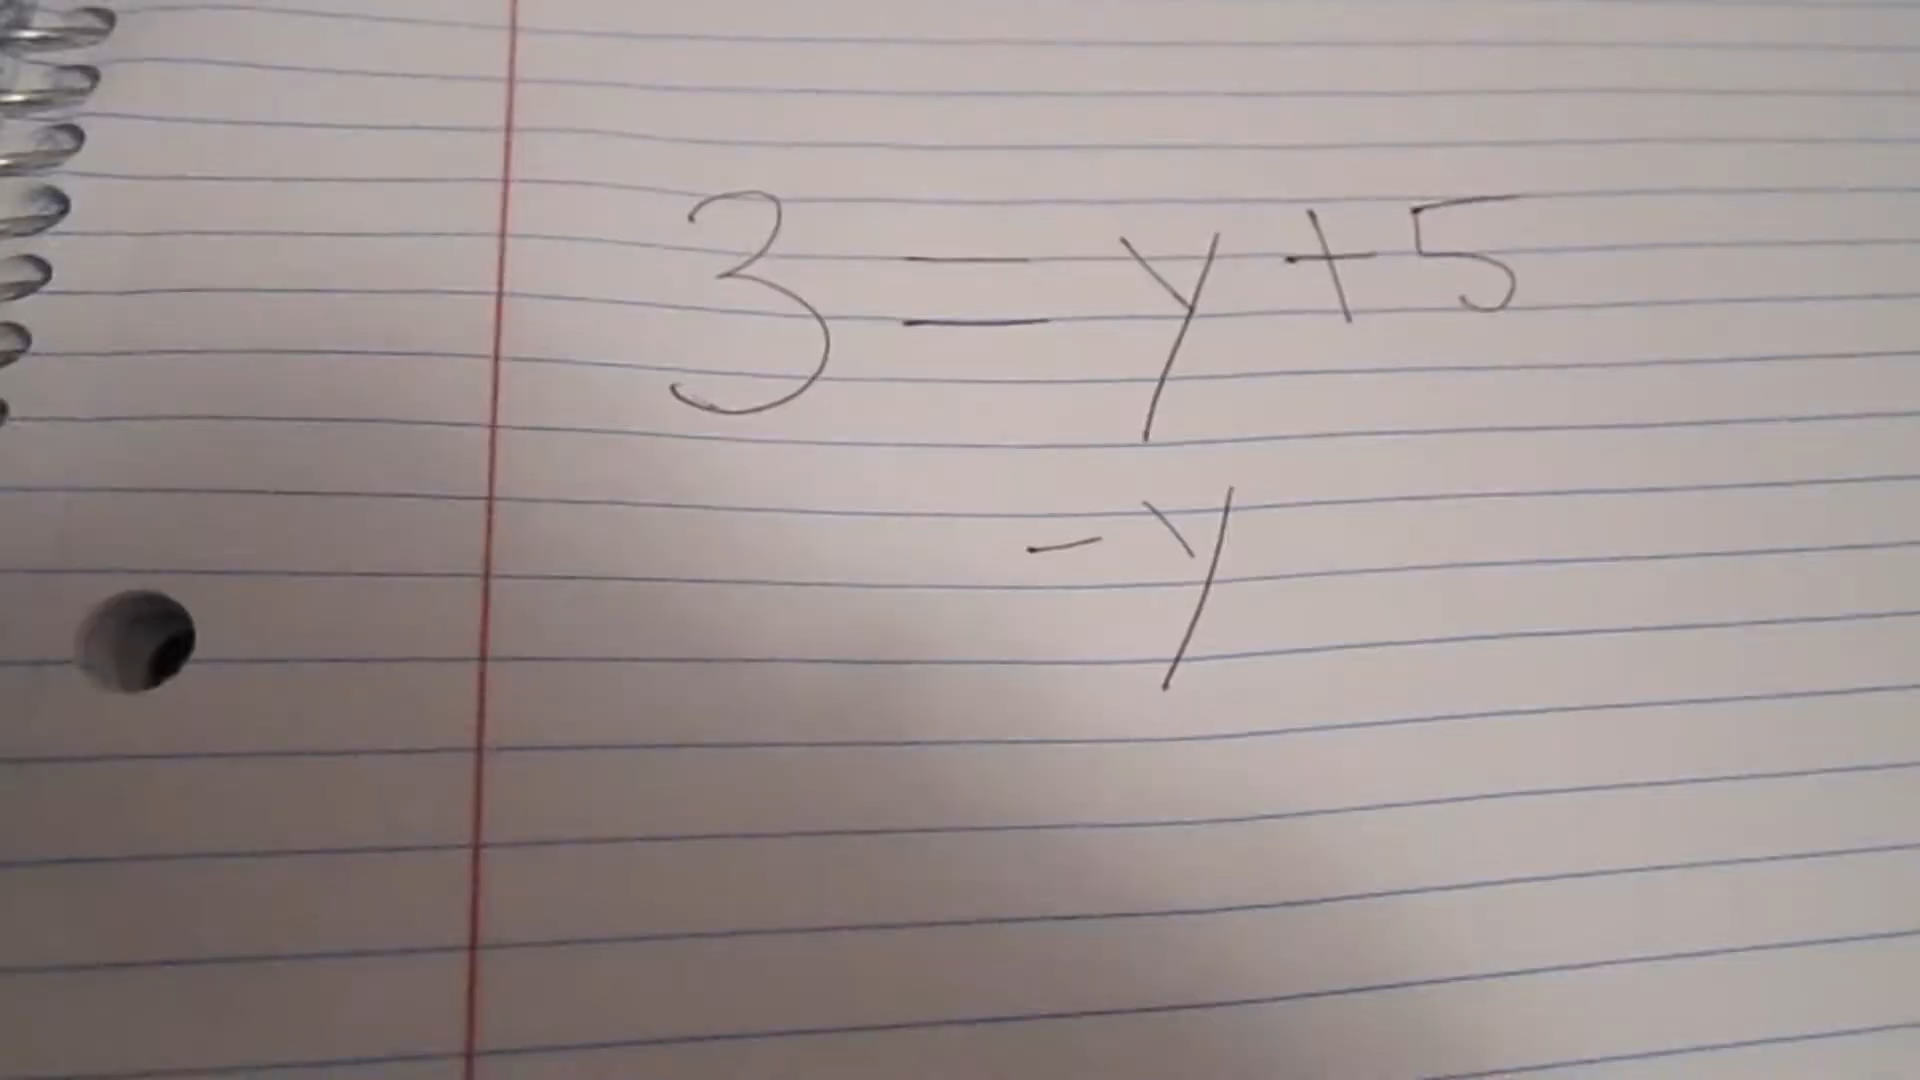 3 = y + 5
- y